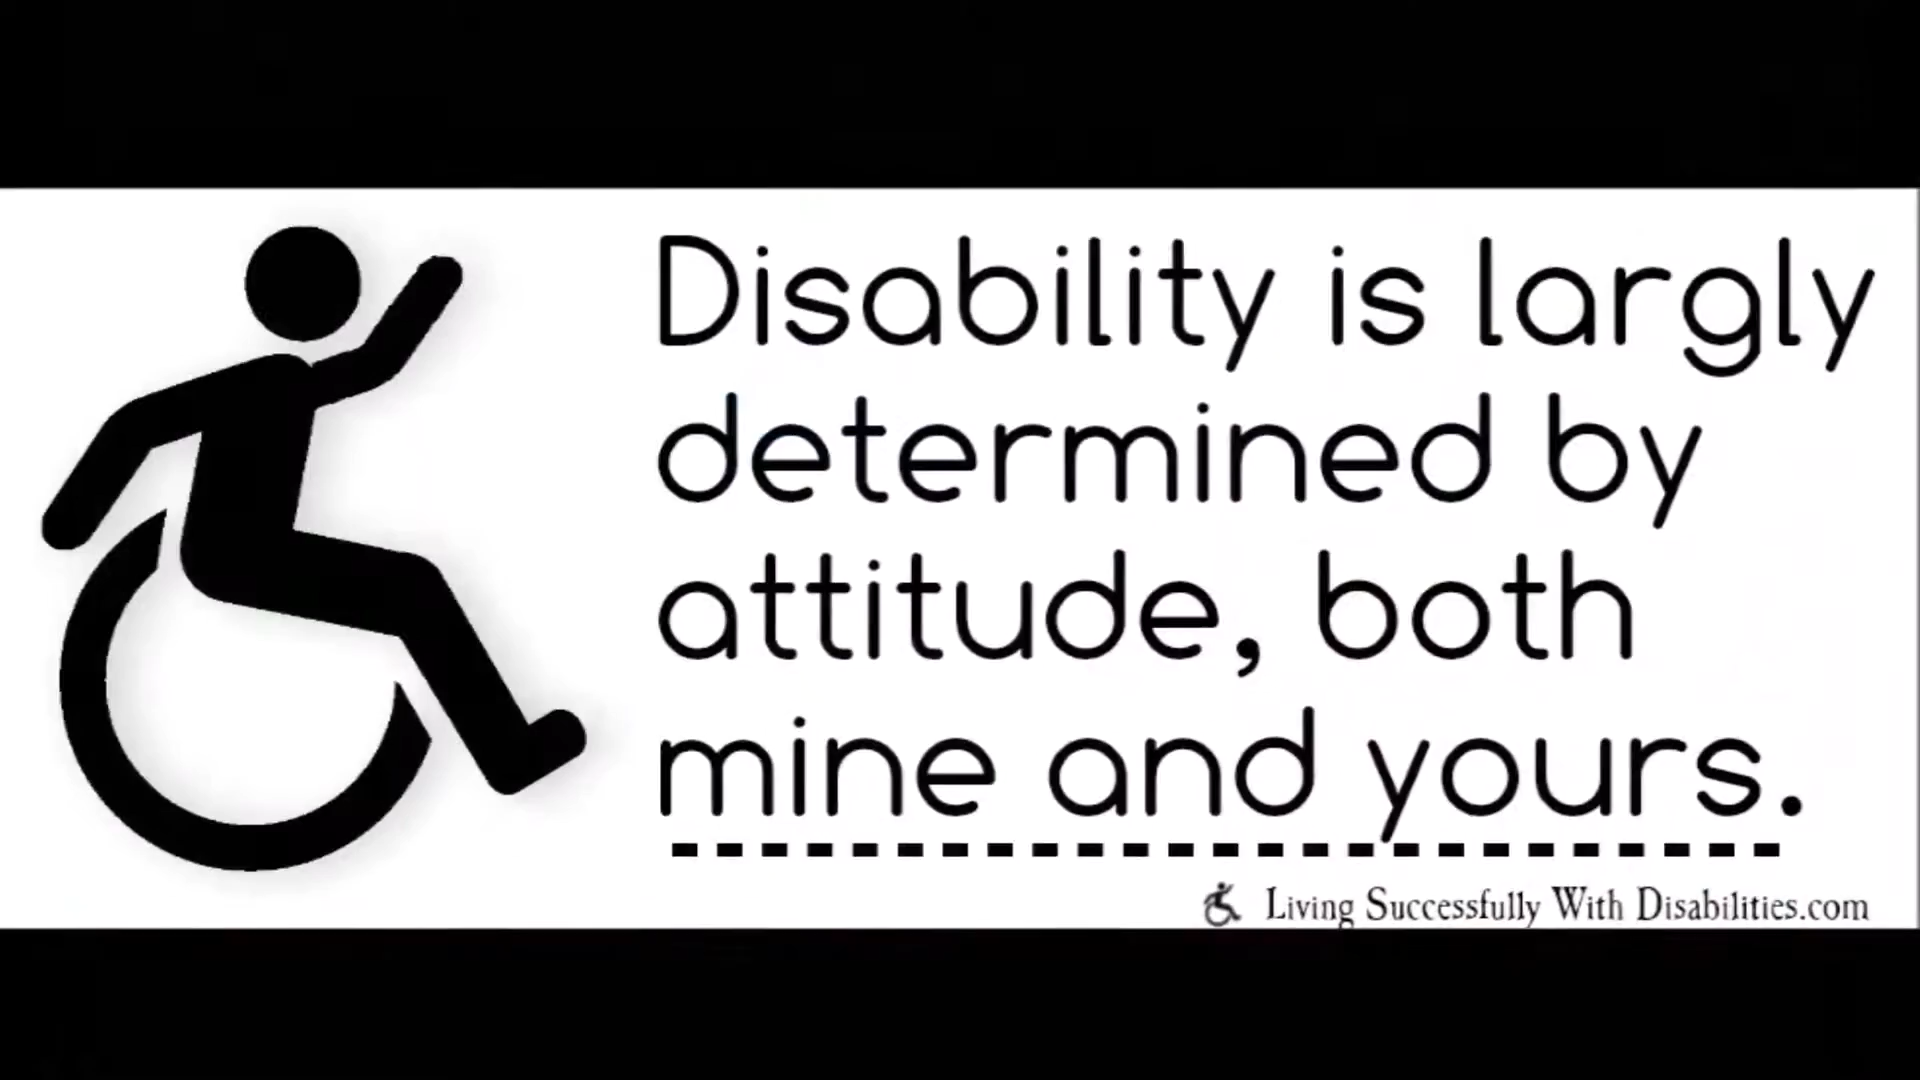 Disability is largly
determined by
attitude, both
mine and yours.
Living Successfully With Disabilities.com